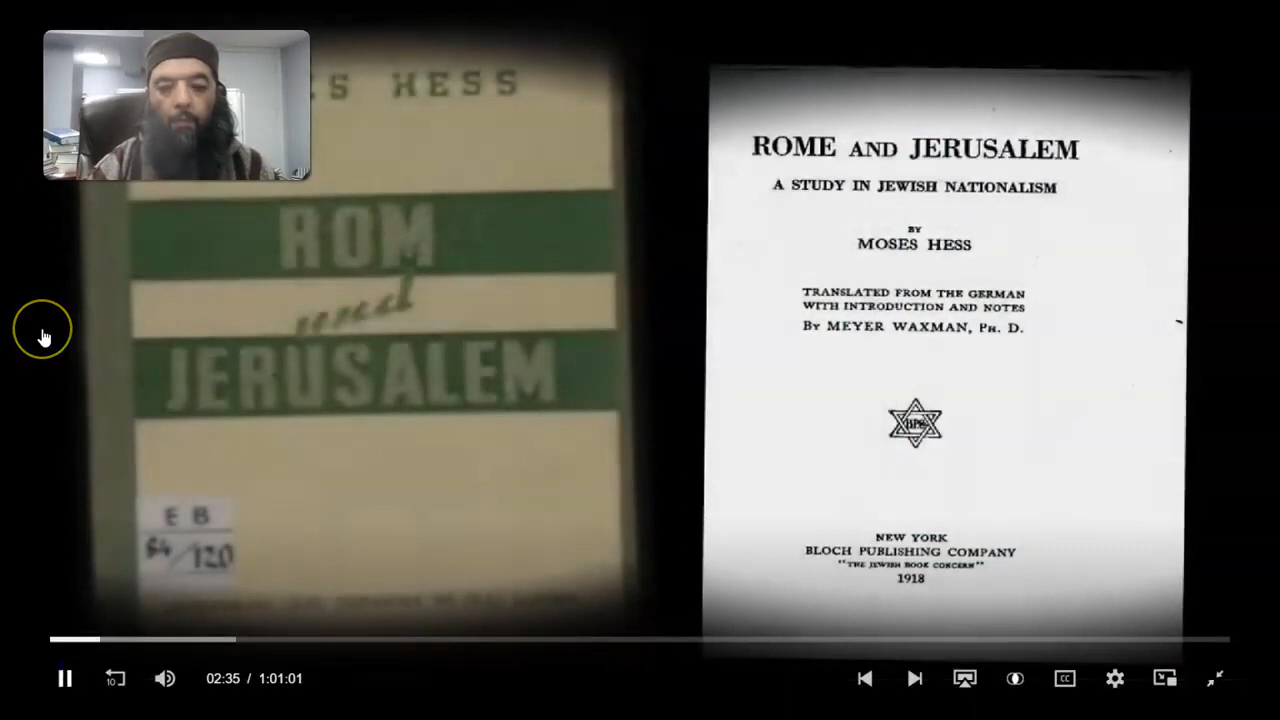 HESS
ROM
und
JERUSALEM
E B
64/120
ROME AND JERUSALEM
A STUDY IN JEWISH NATIONALISM
BY
MOSES HESS
TRANSLATED FROM THE GERMAN
WITH INTRODUCTION AND NOTES
By MEYER WAXMAN, Ph. D.
NEW YORK
BLOCH PUBLISHING COMPANY
"THE JEWISH BOOK CONCERN"
1918
10
02:35 / 1:01:01
CC